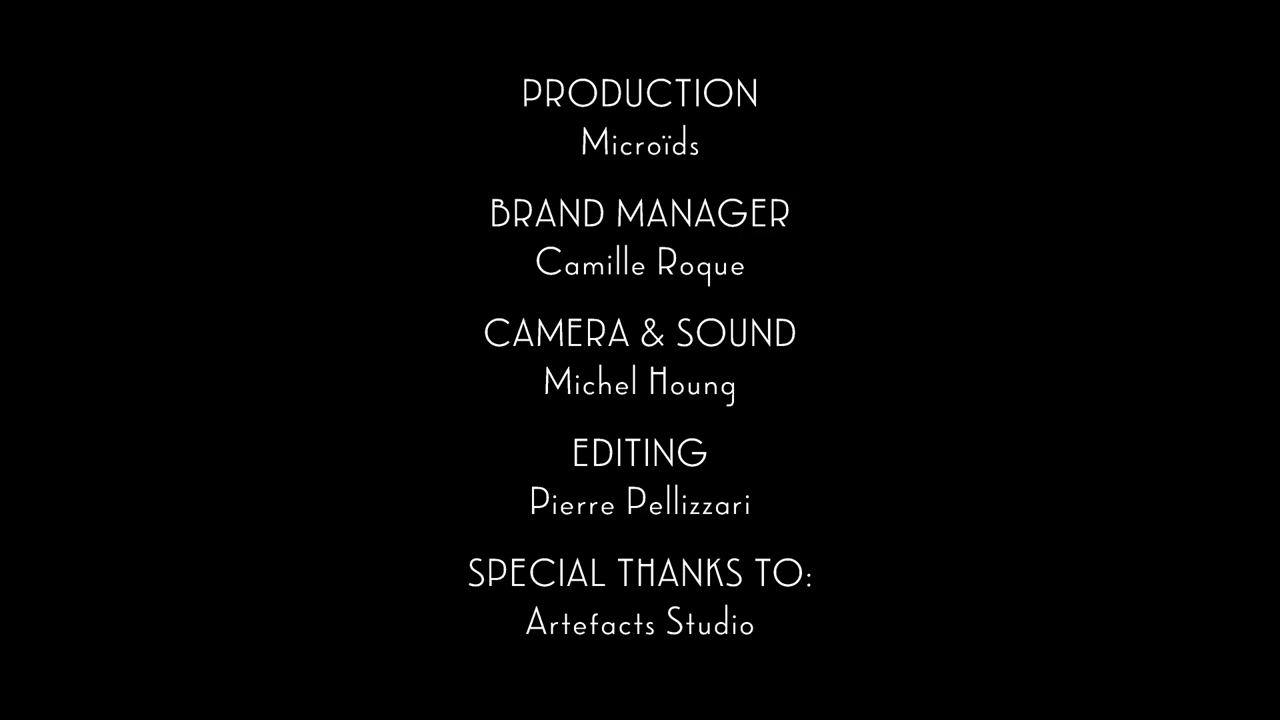 PRODUCTION
Microïds
BRAND MANAGER
Camille Roque
CAMERA & SOUND
Michel Houng
EDITING
Pierre Pellizzari
SPECIAL THANKS TO:
Artefacts Studio